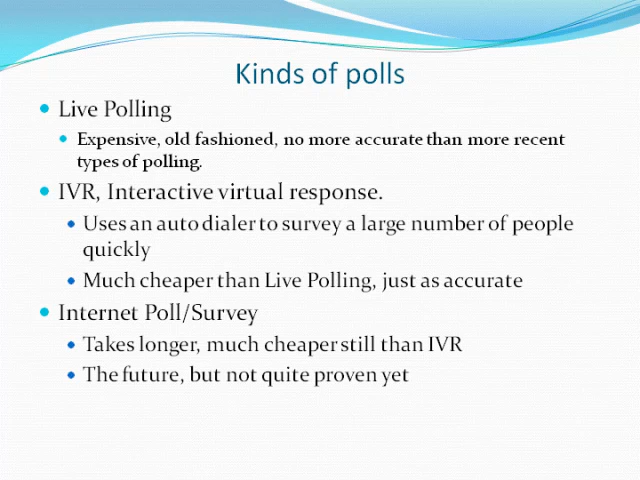 Kinds of polls
Live Polling
Expensive, old fashioned, no more accurate than more recent
types of polling.
IVR, Interactive virtual response.
Uses an auto dialer to survey a large number of people
quickly
Much cheaper than Live Polling, just as accurate
Internet Poll/Survey
Takes longer, much cheaper still than IVR
The future, but not quite proven yet